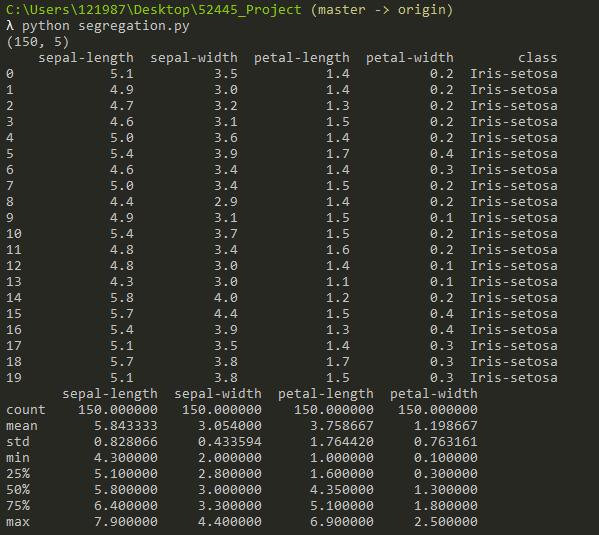 C:\Users\121987\Desktop\52445_Project (master -> origin)
λ python segregation.py
(150, 5)
    sepal-length  sepal-width  petal-length  petal-width        class
0            5.1          3.5           1.4          0.2  Iris-setosa
1            4.9          3.0           1.4          0.2  Iris-setosa
2            4.7          3.2           1.3          0.2  Iris-setosa
3            4.6          3.1           1.5          0.2  Iris-setosa
4            5.0          3.6           1.4          0.2  Iris-setosa
5            5.4          3.9           1.7          0.4  Iris-setosa
6            4.6          3.4           1.4          0.3  Iris-setosa
7            5.0          3.4           1.5          0.2  Iris-setosa
8            4.4          2.9           1.4          0.2  Iris-setosa
9            4.9          3.1           1.5          0.1  Iris-setosa
10           5.4          3.7           1.5          0.2  Iris-setosa
11           4.8          3.4           1.6          0.2  Iris-setosa
12           4.8          3.0           1.4          0.1  Iris-setosa
13           4.3          3.0           1.1          0.1  Iris-setosa
14           5.8          4.0           1.2          0.2  Iris-setosa
15           5.7          4.4           1.5          0.4  Iris-setosa
16           5.4          3.9           1.3          0.4  Iris-setosa
17           5.1          3.5           1.4          0.3  Iris-setosa
18           5.7          3.8           1.7          0.3  Iris-setosa
19           5.1          3.8           1.5          0.3  Iris-setosa
       sepal-length  sepal-width  petal-length  petal-width
count    150.000000   150.000000    150.000000   150.000000
mean       5.843333     3.054000      3.758667     1.198667
std        0.828066     0.433594      1.764420     0.763161
min        4.300000     2.000000      1.000000     0.100000
25%        5.100000     2.800000      1.600000     0.300000
50%        5.800000     3.000000      4.350000     1.300000
75%        6.400000     3.300000      5.100000     1.800000
max        7.900000     4.400000      6.900000     2.500000